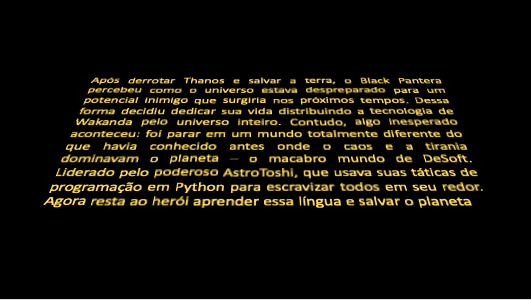 Após derrotar Thanos e salvar a terra, o Black Pantera
percebeu como o universo estava despreparado para um
potencial inimigo que surgiria nos próximos tempos. Dessa
forma decidiu dedicar sua vida distribuindo a tecnologia de
Wakanda pelo universo inteiro. Contudo, algo inesperado
aconteceu: foi parar em um mundo totalmente diferente do
que havia conhecido antes onde o caos e a tirania
dominavam o planeta – o macabro mundo de DeSoft.
Liderado pelo poderoso AstroToshi, que usava suas táticas de
programação em Python para escravizar todos em seu redor.
Agora resta ao herói aprender essa língua e salvar o planeta